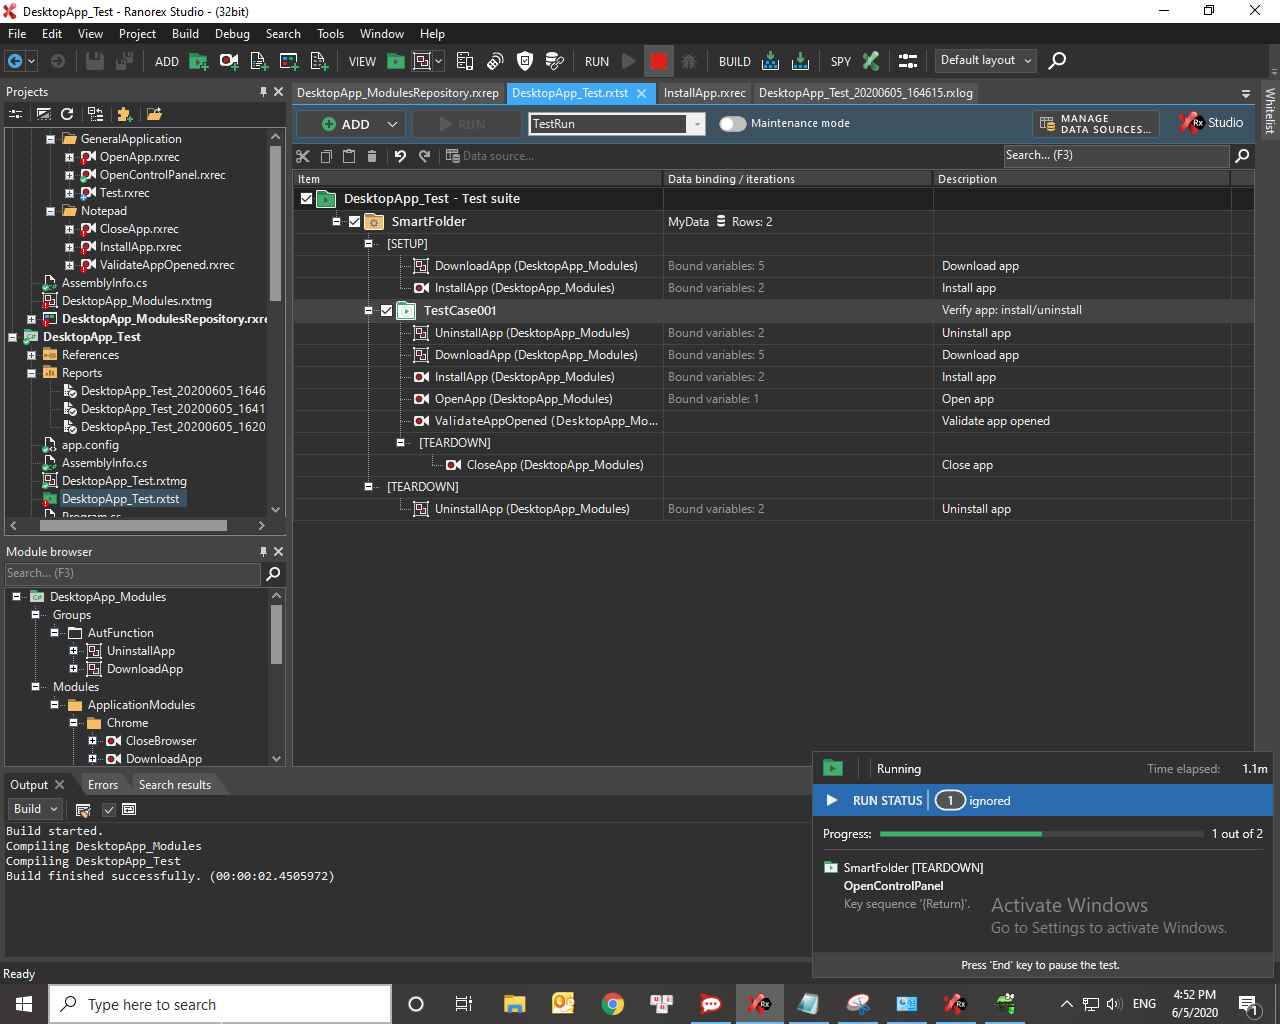 DesktopApp_Test - Ranorex Studio - (32bit)
File Edit View Project Build Debug Search Tools Window Help
ADD VIEW RUN BUILD SPY Default layout
Projects
GeneralApplication
OpenApp.rxrec
OpenControlPanel.rxrec
Test.rxrec
Notepad
CloseApp.rxrec
InstallApp.rxrec
ValidateAppOpened.rxrec
AssemblyInfo.cs
DesktopApp_Modules.rxtmg
DesktopApp_ModulesRepository.rxre
DesktopApp_Test
References
Reports
DesktopApp_Test_20200605_1646
DesktopApp_Test_20200605_1641
DesktopApp_Test_20200605_1620
app.config
AssemblyInfo.cs
DesktopApp_Test.rxtmg
DesktopApp_Test.rxtst
Program.cs
Module browser
Search... (F3)
DesktopApp_Modules
Groups
AutFunction
UninstallApp
DownloadApp
Modules
ApplicationModules
Chrome
CloseBrowser
DownloadApp
DesktopApp_ModulesRepository.rxrep DesktopApp_Test.rxtst InstallApp.rxrec DesktopApp_Test_20200605_164615.rxlog
ADD RUN TestRun Maintenance mode MANAGE
DATA SOURCES... Rx Studio
Data source... Search... (F3)
Item Data binding / iterations Description
DesktopApp_Test - Test suite
SmartFolder MyData Rows: 2
[SETUP]
DownloadApp (DesktopApp_Modules) Bound variables: 5 Download app
InstallApp (DesktopApp_Modules) Bound variables: 2 Install app
TestCase001 Verify app: install/uninstall
UninstallApp (DesktopApp_Modules) Bound variables: 2 Uninstall app
DownloadApp (DesktopApp_Modules) Bound variables: 5 Download app
InstallApp (DesktopApp_Modules) Bound variables: 2 Install app
OpenApp (DesktopApp_Modules) Bound variable: 1 Open app
ValidateAppOpened (DesktopApp_Mo... Validate app opened
[TEARDOWN]
CloseApp (DesktopApp_Modules) Close app
[TEARDOWN]
UninstallApp (DesktopApp_Modules) Bound variables: 2 Uninstall app
Whitelist
Output Errors Search results
Build
Build started.
Compiling DesktopApp_Modules
Compiling DesktopApp_Test
Build finished successfully. (00:00:02.4505972)
Running Time elapsed: 1.1m
RUN STATUS 1 ignored
Progress: 1 out of 2
SmartFolder [TEARDOWN]
OpenControlPanel
Key sequence '{Return}'.
Activate Windows
Go to Settings to activate Windows.
Press 'End' key to pause the test.
Ready
Type here to search
ENG
4:52 PM
6/5/2020
1